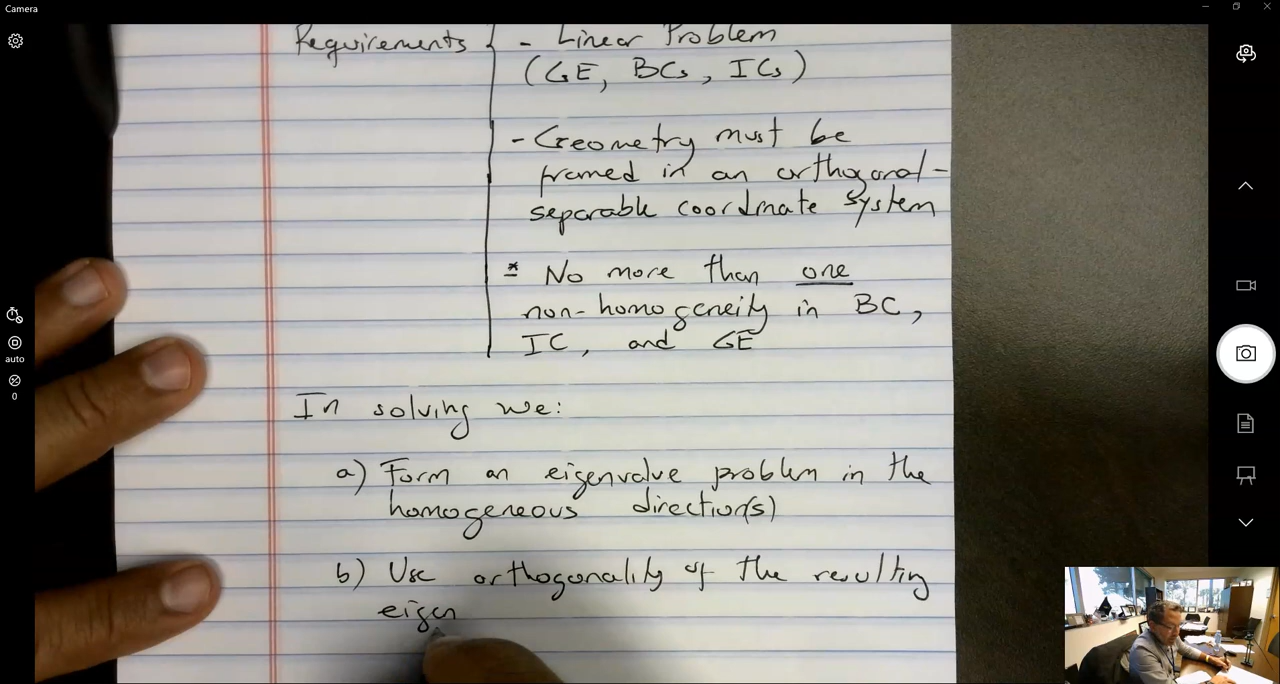 Camera
Requirements - Linear Problem
(GE, BCs, ICs)
- Geometry must be
framed in an orthogonal-
separable coordinate system
* No more than one
non-homogeneity in BC,
IC, and GE
In solving we:
a) Form an eigenvalue problem in the
homogeneous direction(s)
b) Use orthogonality of the resulting
eigen
auto
0